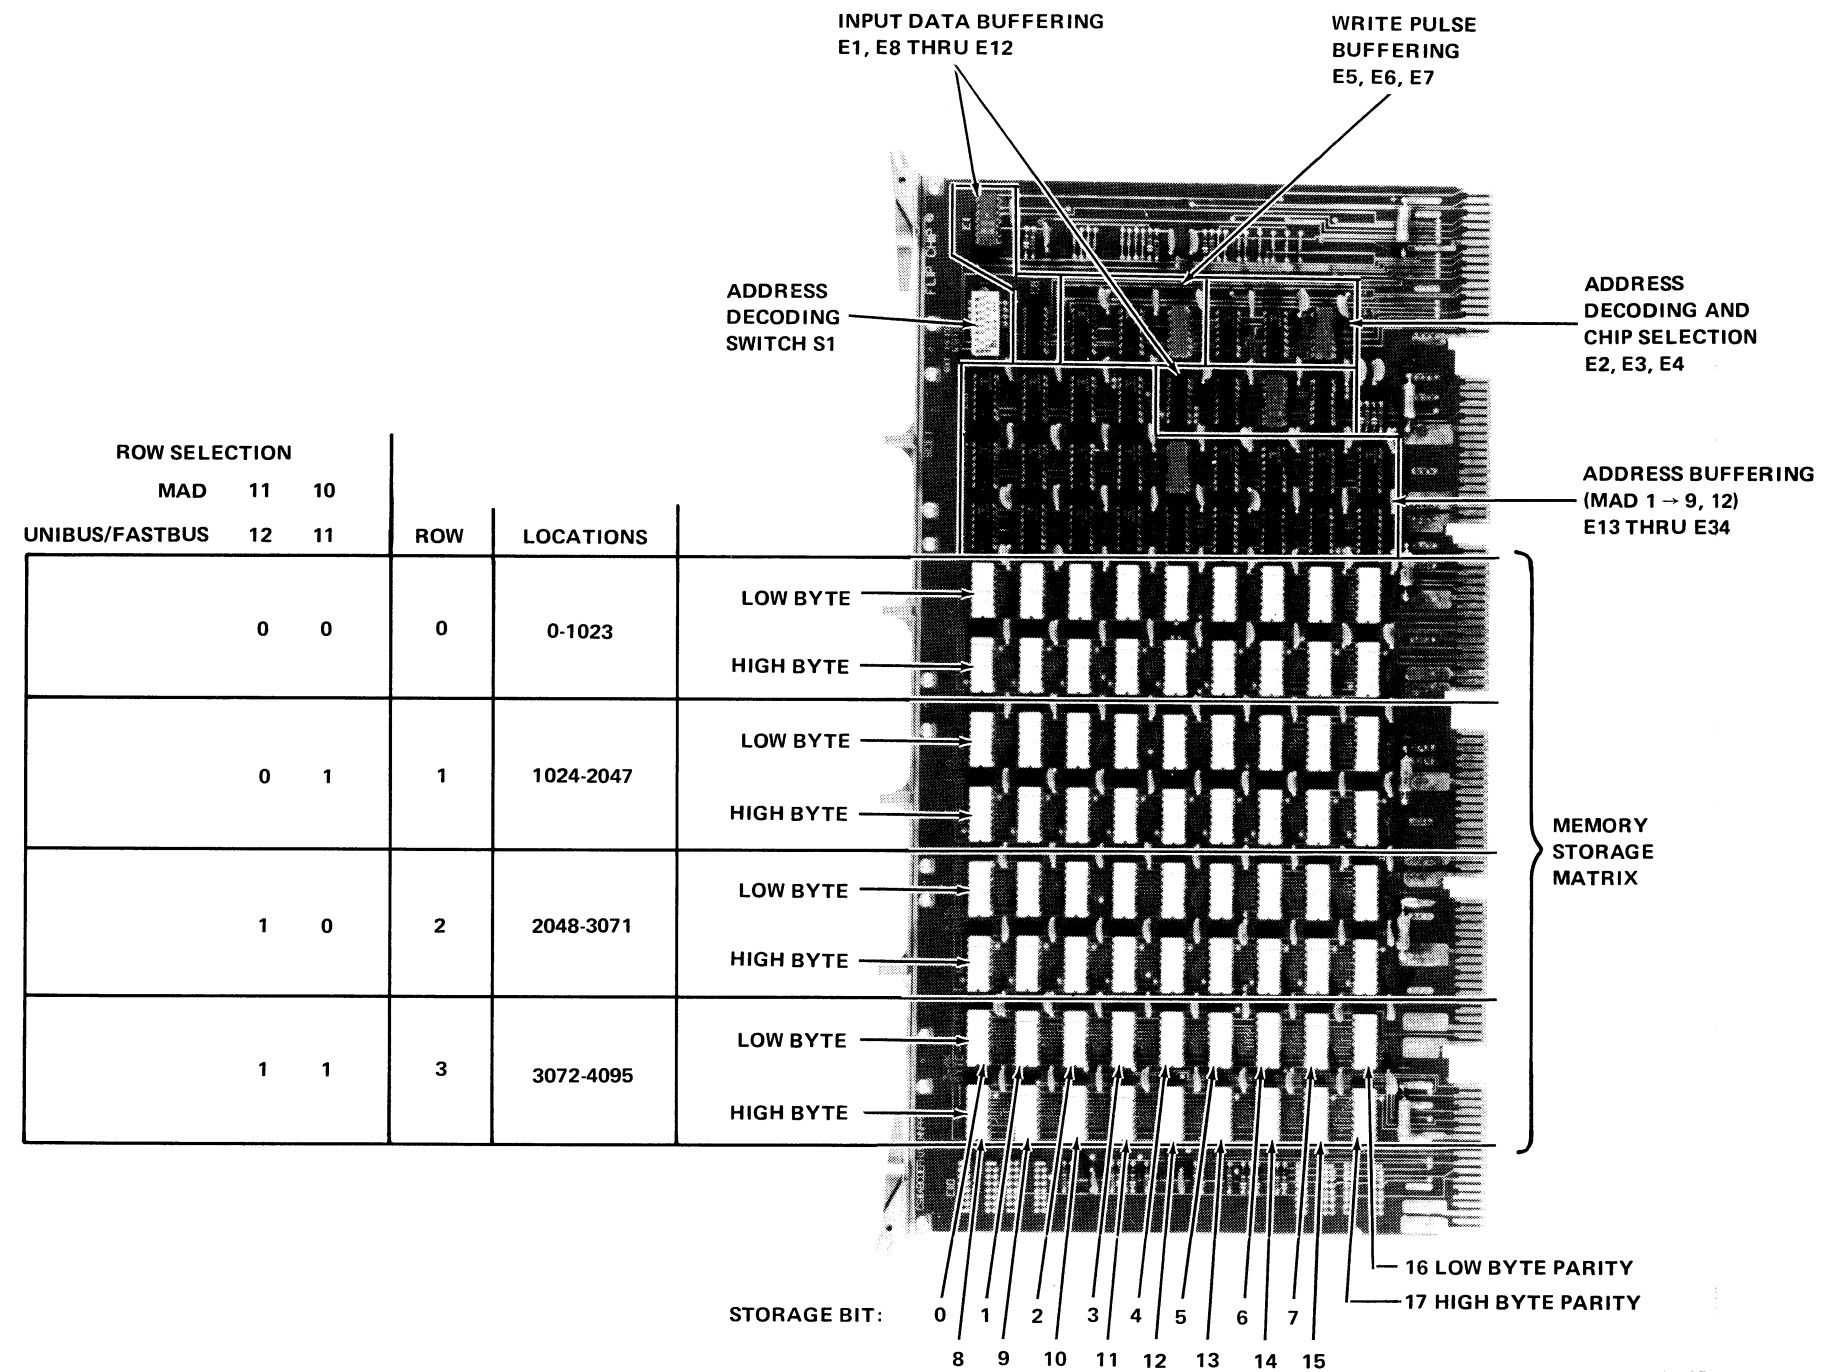 INPUT DATA BUFFERING
E1, E8 THRU E12
WRITE PULSE
BUFFERING
E5, E6, E7
ADDRESS
DECODING
SWITCH S1
ADDRESS
DECODING AND
CHIP SELECTION
E2, E3, E4
ADDRESS BUFFERING
(MAD 1 → 9, 12)
E13 THRU E34
FLIP CHIP
E1
ROW SELECTION
MAD 11 10
UNIBUS/FASTBUS 12 11 ROW LOCATIONS
LOW BYTE
0 0 0 0-1023
HIGH BYTE
LOW BYTE
0 1 1 1024-2047
HIGH BYTE
MEMORY
STORAGE
MATRIX
LOW BYTE
1 0 2 2048-3071
HIGH BYTE
LOW BYTE
1 1 3 3072-4095
HIGH BYTE
16 LOW BYTE PARITY
17 HIGH BYTE PARITY
STORAGE BIT: 0 1 2 3 4 5 6 7
8 9 10 11 12 13 14 15